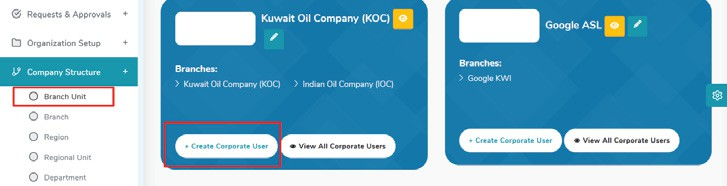 Requests & Approvals +
Organization Setup +
Company Structure +
Branch Unit
Branch
Region
Regional Unit
Department
Kuwait Oil Company (KOC)
Branches:
Kuwait Oil Company (KOC) Indian Oil Company (IOC)
+ Create Corporate User View All Corporate Users
Google ASL
Branches:
Google KWI
+ Create Corporate User View All Corporate Users